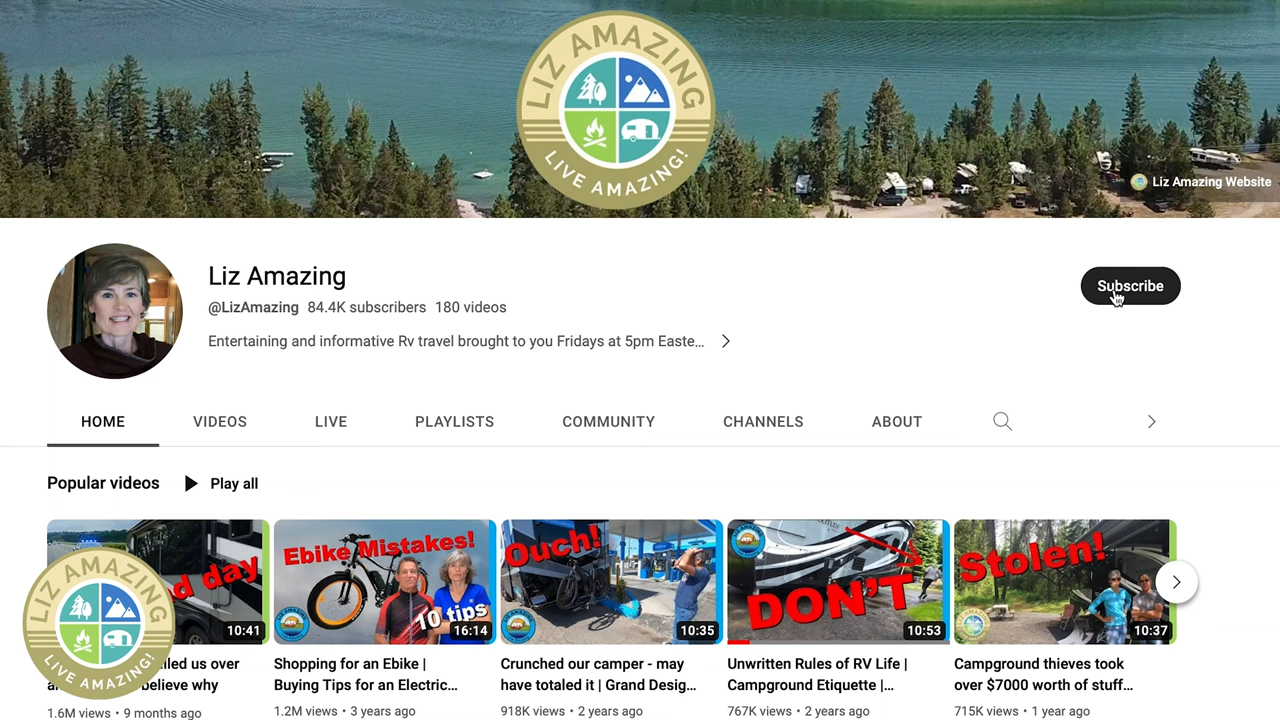 LIZ AMAZING
LIVE AMAZING!
Liz Amazing Website
Liz Amazing
Subscribe
@LizAmazing 84.4K subscribers 180 videos
Entertaining and informative Rv travel brought to you Fridays at 5pm Easte...
HOME VIDEOS LIVE PLAYLISTS COMMUNITY CHANNELS ABOUT
Popular videos Play all
d day
10:41
Ebike Mistakes!
10 tips
16:14
Ouch!
10:35
DON'T
10:53
Stolen!
10:37
LIZ AMAZING
LIVE AMAZING!
lled us over
believe why
1.6M views • 9 months ago
Shopping for an Ebike |
Buying Tips for an Electric...
1.2M views • 3 years ago
Crunched our camper - may
have totaled it | Grand Desig...
918K views • 2 years ago
Unwritten Rules of RV Life |
Campground Etiquette |...
767K views • 2 years ago
Campground thieves took
over $7000 worth of stuff...
715K views • 1 year ago